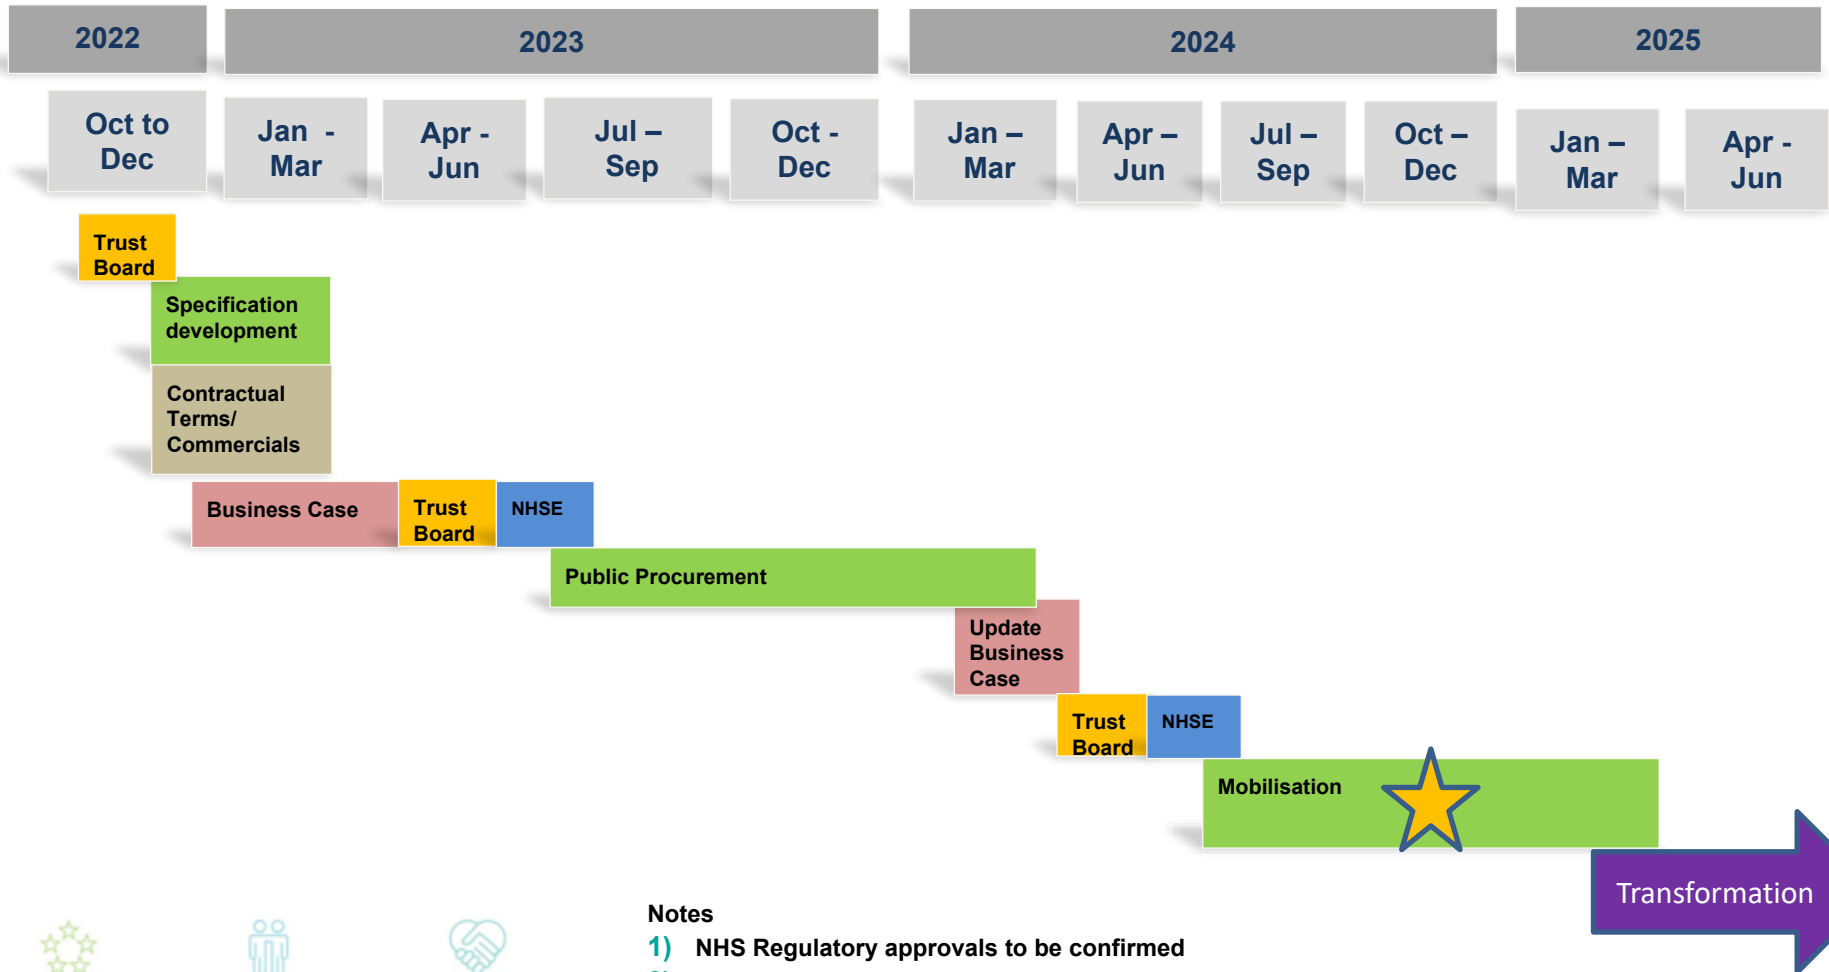 2022
2023
2024
2025
Oct to
Dec
Jan -
Mar
Apr -
Jun
Jul –
Sep
Oct -
Dec
Jan –
Mar
Apr –
Jun
Jul –
Sep
Oct –
Dec
Jan –
Mar
Apr -
Jun
Trust
Board
Specification
development
Contractual
Terms/
Commercials
Business Case
Trust
Board
NHSE
Public Procurement
Update
Business
Case
Trust
Board
NHSE
Mobilisation
Transformation
Notes
1) NHS Regulatory approvals to be confirmed